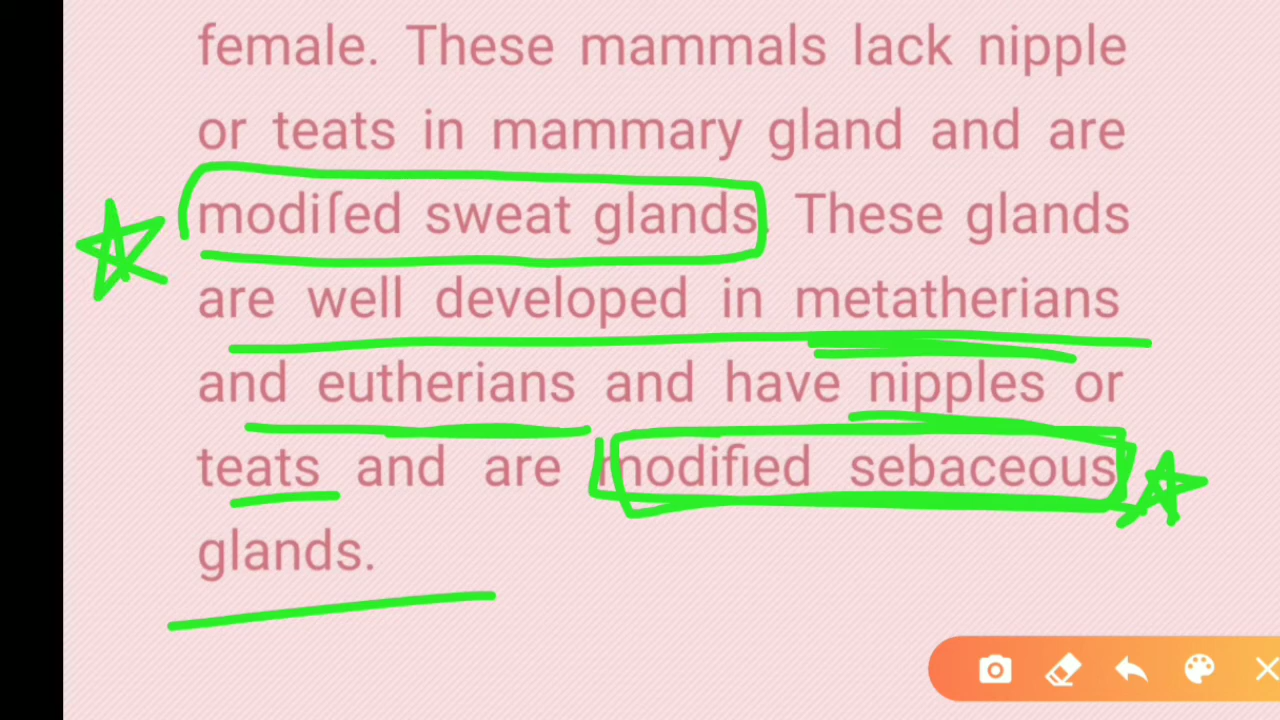 female. These mammals lack nipple
or teats in mammary gland and are
modiſed sweat glands. These glands
are well developed in metatherians
and eutherians and have nipples or
teats and are modified sebaceous
glands.